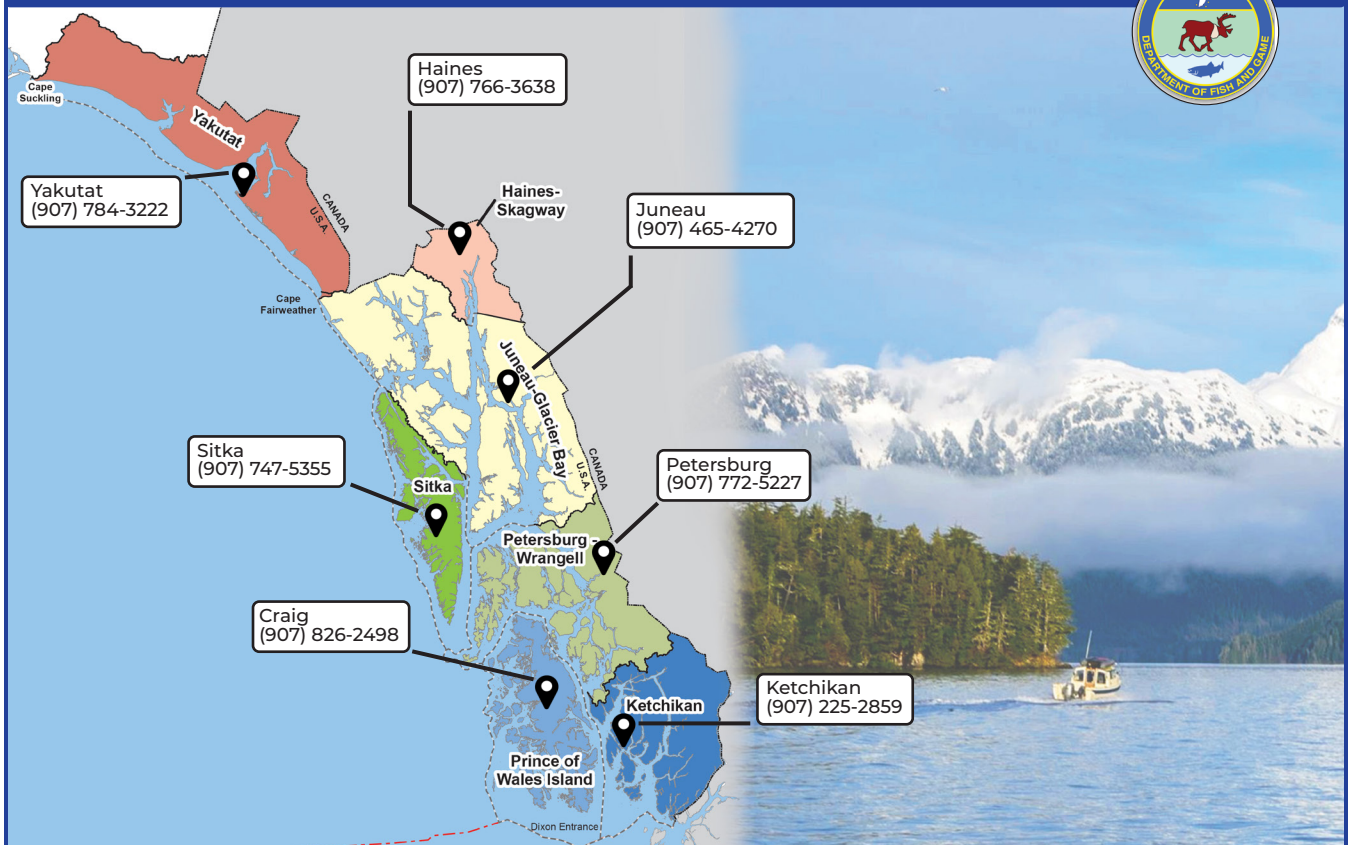 DEPARTMENT OF FISH AND GAME
Haines
(907) 766-3638
Cape
Suckling
Yakutat
Yakutat
(907) 784-3222
CANADA
U.S.A.
Haines-
Skagway
Juneau
(907) 465-4270
Cape
Fairweather
Juneau-Glacier Bay
Sitka
(907) 747-5355
Sitka
CANADA
U.S.A.
Petersburg
(907) 772-5227
Petersburg -
Wrangell
Craig
(907) 826-2498
Ketchikan
(907) 225-2859
Ketchikan
Prince of
Wales Island
Dixon Entrance